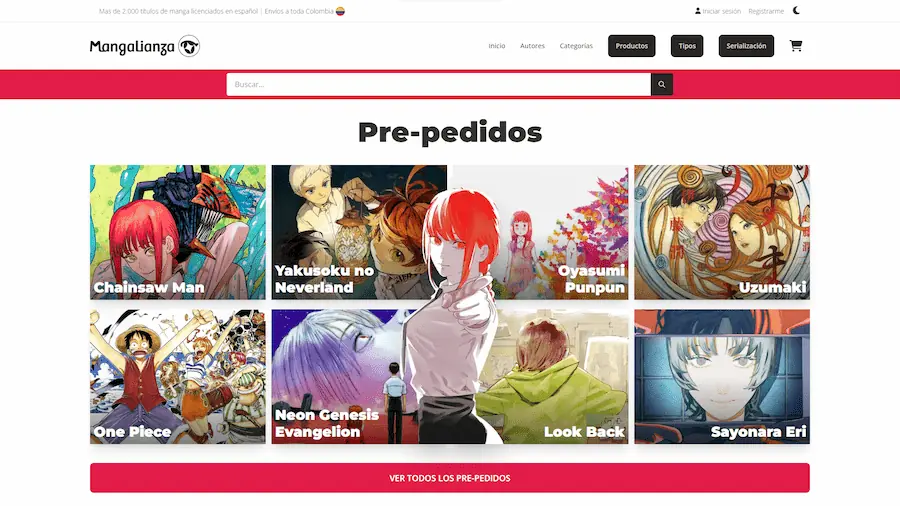 Mas de 2.000 títulos de manga licenciados en español | Envíos a toda Colombia
Iniciar sesión
Registrarme
Mangalianza
Inicio
Autores
Categorías
Productos
Tipos
Serialización
Buscar...
Pre-pedidos
Chainsaw Man
Yakusoku no
Neverland
Oyasumi
Punpun
Uzumaki
One Piece
Neon Genesis
Evangelion
Look Back
Sayonara Eri
VER TODOS LOS PRE-PEDIDOS